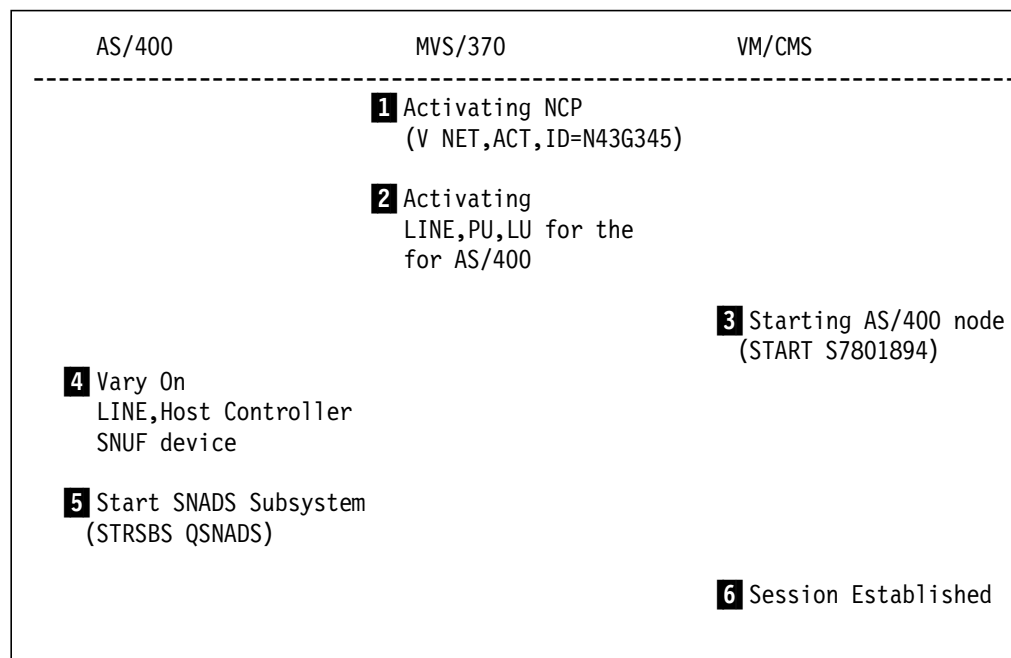 AS/400 MVS/370 VM/CMS
1 Activating NCP
(V NET,ACT,ID=N43G345)
2 Activating
LINE,PU,LU for the
for AS/400
3 Starting AS/400 node
(START S7801894)
4 Vary On
LINE,Host Controller
SNUF device
5 Start SNADS Subsystem
(STRSBS QSNADS)
6 Session Established